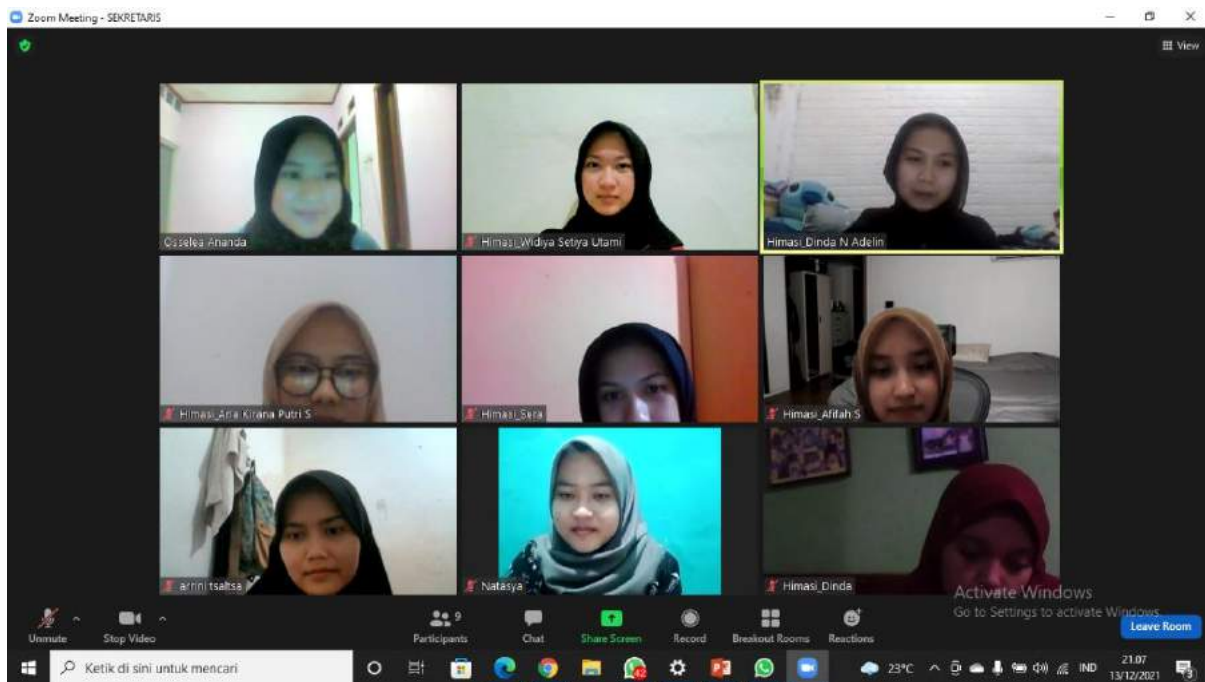 Zoom Meeting - SEKRETARIS
View
Osselea Ananda
Himasi_Widiya Setiya Utami
Himasi_Dinda N Adelin
Himasi_Aria Kirana Putri S
Himasi_Sera
Himasi_Afifah S
arrini tsaltsa
Natasya
Himasi_Dinda
Activate Windows
Go to Settings to activate Windows.
Unmute
Stop Video
9
Participants
Chat
Share Screen
Record
Breakout Rooms
Reactions
Leave Room
Ketik di sini untuk mencari
42
23°C
IND
21.07
13/12/2021
3